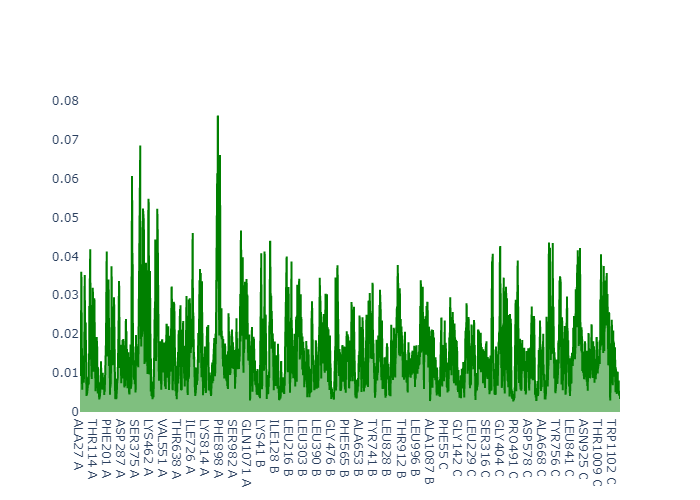 0.08
0.07
0.06
0.05
0.04
0.03
0.02
0.01
0
ALA27 A
THR114 A
PHE201 A
ASP287 A
SER375 A
LYS462 A
VAL551 A
THR638 A
ILE726 A
LYS814 A
PHE898 A
SER982 A
GLN1071 A
LYS41 B
ILE128 B
LEU216 B
LEU303 B
LEU390 B
GLY476 B
PHE565 B
ALA653 B
TYR741 B
LEU828 B
THR912 B
LEU996 B
ALA1087 B
PHE55 C
GLY142 C
LEU229 C
SER316 C
GLY404 C
PRO491 C
ASP578 C
ALA668 C
TYR756 C
LEU841 C
ASN925 C
THR1009 C
TRP1102 C